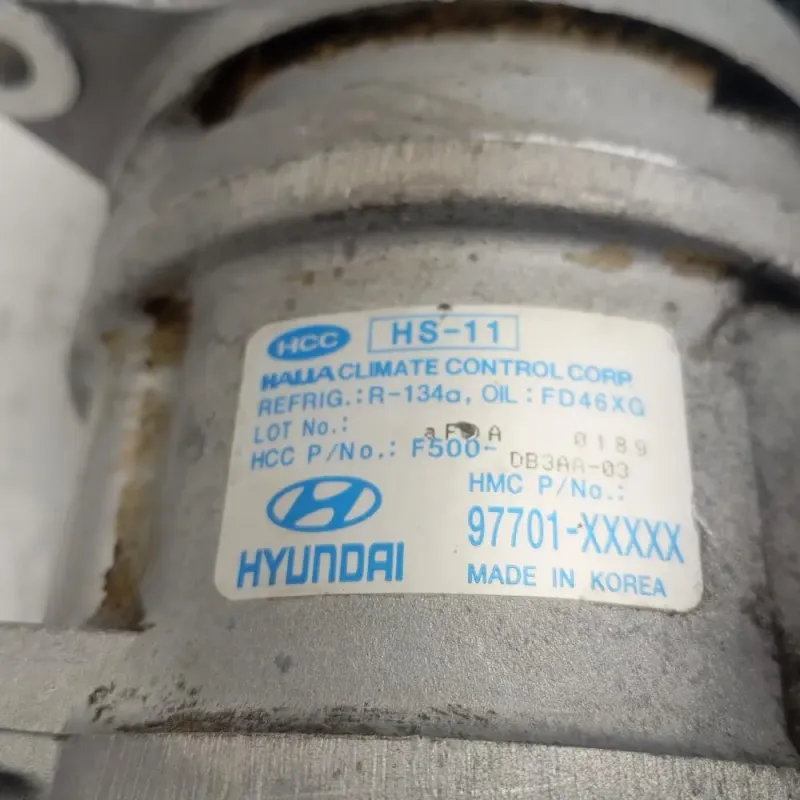 HCC HS-11
HALLA CLIMATE CONTROL CORP.
REFRIG.: R-134a, OIL : FD46XG
LOT No.: 0189
HCC P/No.: F500- DB3AA-03
HMC P/No.:
97701-XXXXX
HYUNDAI
MADE IN KOREA